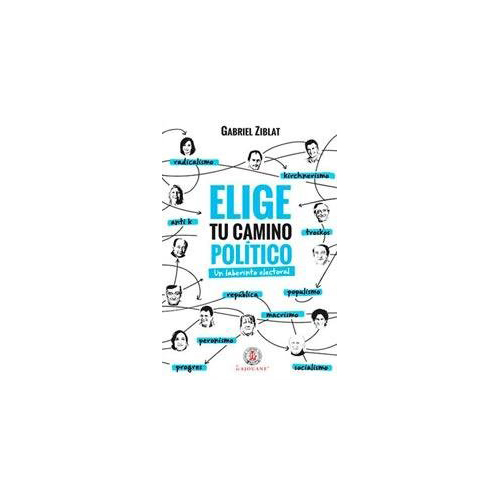 GABRIEL ZIBLAT
radicalismo
kirchnerismo
ELIGE
TU CAMINO
POLÍTICO
Un laberinto electoral
anti k
troskos
república
populismo
macrismo
peronismo
progres
socialismo